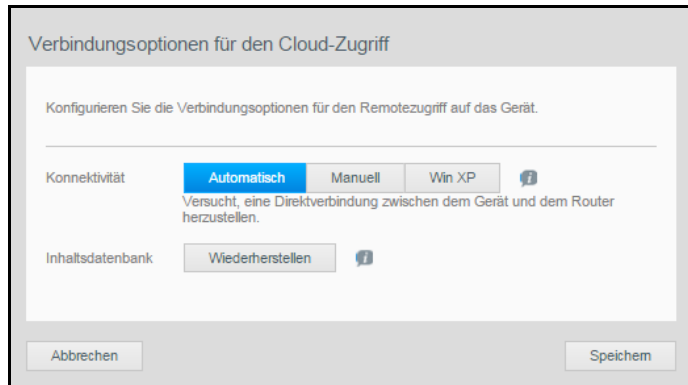 Verbindungsoptionen für den Cloud-Zugriff
Konfigurieren Sie die Verbindungsoptionen für den Remotezugriff auf das Gerät.
Konnektivität
Automatisch
Manuell
Win XP
Versucht, eine Direktverbindung zwischen dem Gerät und dem Router
herzustellen.
Inhaltsdatenbank
Wiederherstellen
Abbrechen
Speichern